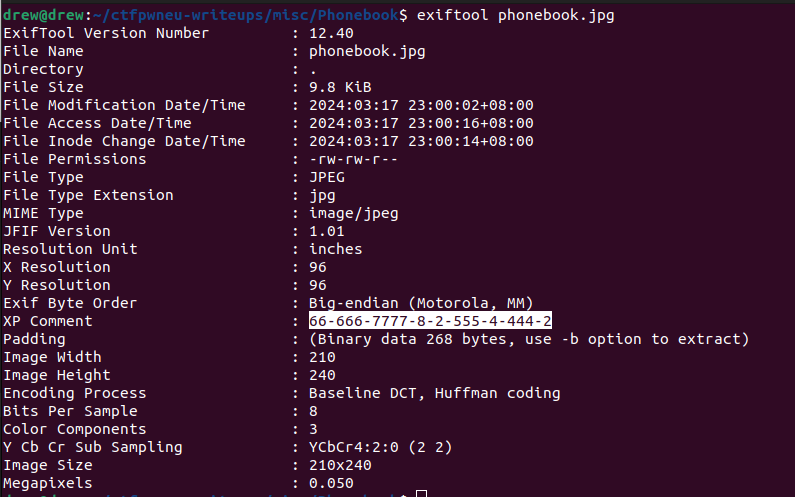 drew@drew:~/ctfpwneu-writeups/misc/Phonebook$ exiftool phonebook.jpg
ExifTool Version Number         : 12.40
File Name                       : phonebook.jpg
Directory                       : .
File Size                       : 9.8 KiB
File Modification Date/Time     : 2024:03:17 23:00:02+08:00
File Access Date/Time           : 2024:03:17 23:00:16+08:00
File Inode Change Date/Time     : 2024:03:17 23:00:14+08:00
File Permissions                : -rw-rw-r--
File Type                       : JPEG
File Type Extension             : jpg
MIME Type                       : image/jpeg
JFIF Version                    : 1.01
Resolution Unit                 : inches
X Resolution                    : 96
Y Resolution                    : 96
Exif Byte Order                 : Big-endian (Motorola, MM)
XP Comment                      : 66-666-7777-8-2-555-4-444-2
Padding                         : (Binary data 268 bytes, use -b option to extract)
Image Width                     : 210
Image Height                    : 240
Encoding Process                : Baseline DCT, Huffman coding
Bits Per Sample                 : 8
Color Components                : 3
Y Cb Cr Sub Sampling            : YCbCr4:2:0 (2 2)
Image Size                      : 210x240
Megapixels                      : 0.050